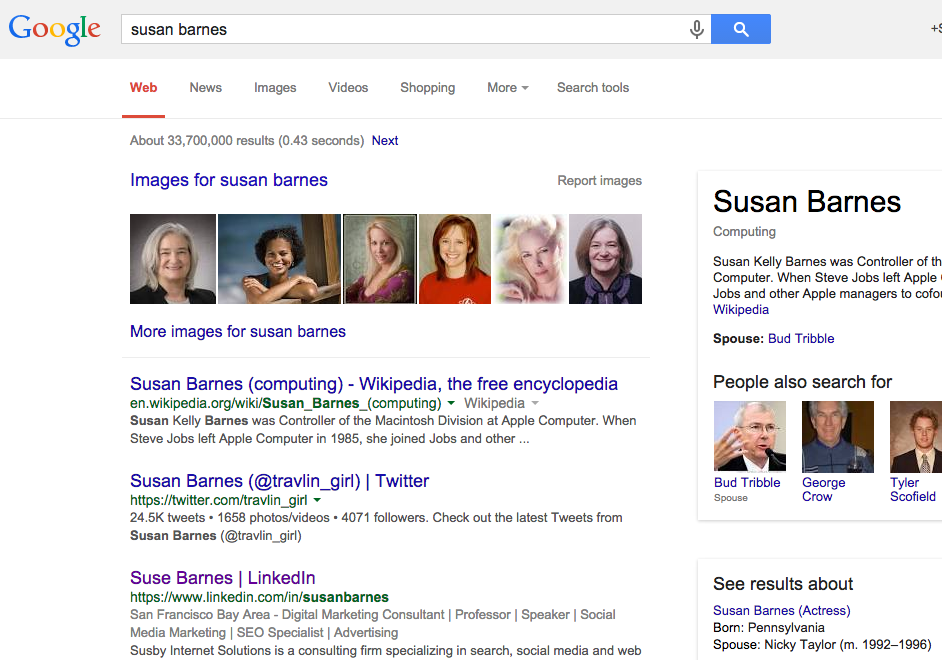 Google
susan barnes
Web News Images Videos Shopping More Search tools
About 33,700,000 results (0.43 seconds) Next
Images for susan barnes
Report images
More images for susan barnes
Susan Barnes (computing) - Wikipedia, the free encyclopedia
en.wikipedia.org/wiki/Susan_Barnes_(computing) Wikipedia
Susan Kelly Barnes was Controller of the Macintosh Division at Apple Computer. When
Steve Jobs left Apple Computer in 1985, she joined Jobs and other ...
Susan Barnes (@travlin_girl) | Twitter
https://twitter.com/travlin_girl
24.5K tweets • 1658 photos/videos • 4071 followers. Check out the latest Tweets from
Susan Barnes (@travlin_girl)
Suse Barnes | LinkedIn
https://www.linkedin.com/in/susanbarnes
San Francisco Bay Area - Digital Marketing Consultant | Professor | Speaker | Social
Media Marketing | SEO Specialist | Advertising
Susby Internet Solutions is a consulting firm specializing in search, social media and web
Susan Barnes
Computing
Susan Kelly Barnes was Controller of
Computer. When Steve Jobs left Apple
Jobs and other Apple managers to
Wikipedia
Spouse: Bud Tribble
People also search for
Bud Tribble
Spouse
George
Crow
Tyler
Scofield
See results about
Susan Barnes (Actress)
Born: Pennsylvania
Spouse: Nicky Taylor (m. 1992–1996)